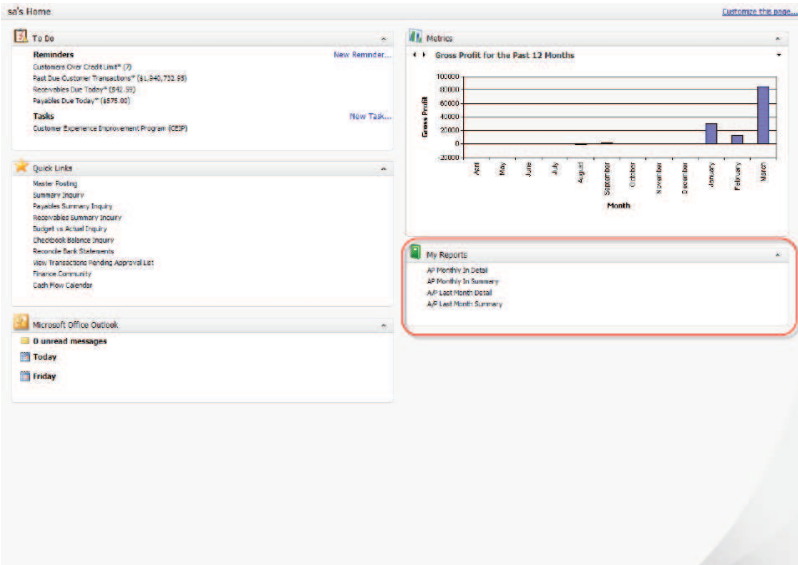 sa's Home
Customize this page...
To Do
Reminders
New Reminder...
Customers Over Credit Limit* (7)
Past Due Customer Transactions* ($1,940,732.95)
Receivables Due Today* ($42.59)
Payables Due Today* ($575.00)
Tasks
New Task...
Customer Experience Improvement Program (CEIP)
Quick Links
Master Posting
Summary Inquiry
Payables Summary Inquiry
Receivables Summary Inquiry
Budget vs Actual Inquiry
Checkbook Balance Inquiry
Reconcile Bank Statements
View Transactions Pending Approval List
Finance Community
Cash Flow Calendar
Microsoft Office Outlook
0 unread messages
Today
Friday
Metrics
Gross Profit for the Past 12 Months
Gross Profit
100000
80000
60000
40000
20000
0
-20000
April
May
June
July
August
September
October
November
December
January
February
March
Month
My Reports
AP Monthly In Detail
AP Monthly In Summary
A/P Last Month Detail
A/P Last Month Summary